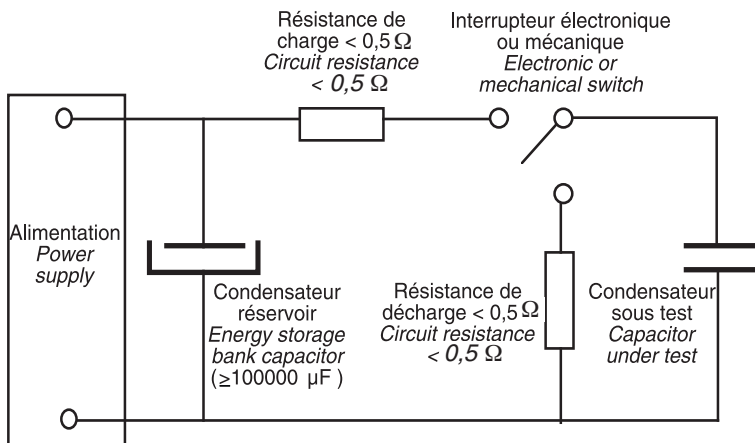 Résistance de
charge < 0,5 Ω
Circuit resistance
< 0,5 Ω
Interrupteur électronique
ou mécanique
Electronic or
mechanical switch
Alimentation
Power
supply
Condensateur
réservoir
Energy storage
bank capacitor
(≥100000 µF )
Résistance de
décharge < 0,5 Ω
Circuit resistance
< 0,5 Ω
Condensateur
sous test
Capacitor
under test